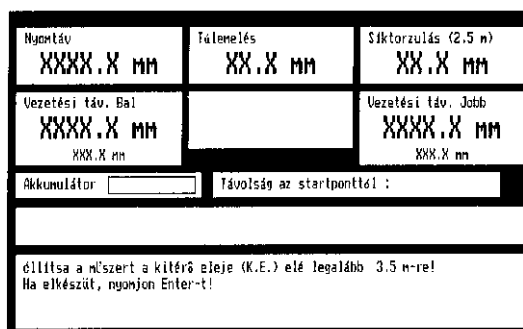 Nyomtáv
XXXX.X mm
Túlemelés
XX.X mm
Síktorzulás (2.5 m)
XX.X mm
Vezetési táv. Bal
XXXX.X mm
XXX.X mm
Vezetési táv. Jobb
XXXX.X mm
XXX.X mm
Akkumulátor
Távolság az startponttól :
állítsa a műszert a kitérő eleje (K.E.) elé legalább 3.5 m-re!
Ha elkészüt, nyomjon Enter-t!